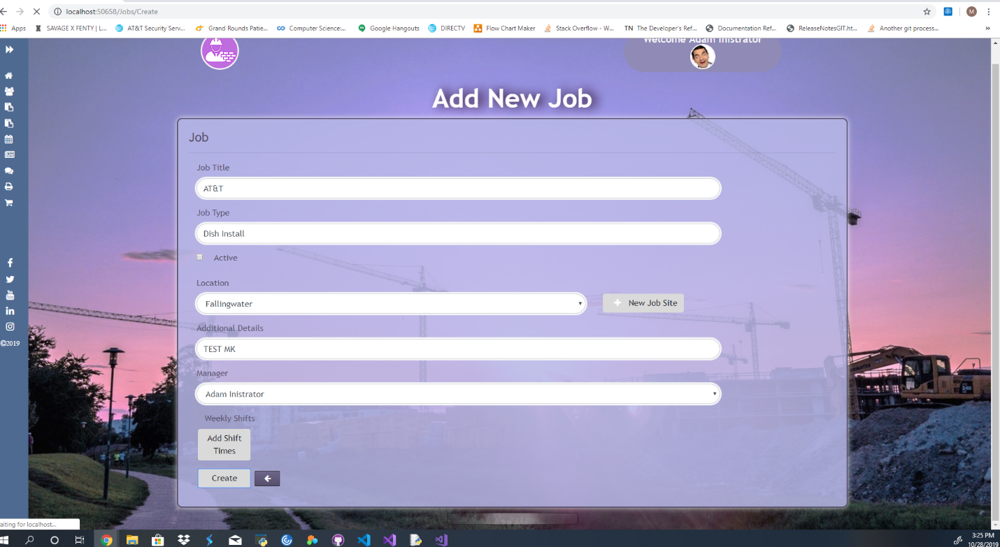 localhost:50658/Jobs/Create
M
Apps
SAVAGE X FENTY | L...
AT&T Security Serv...
Grand Rounds Patie...
Computer Science:...
Google Hangouts
DIRECTV
Flow Chart Maker
Stack Overflow - W...
TN The Developer's Ref...
Documentation Ref...
ReleaseNotesGIT.ht...
Another git process...
»
Welcome Adam Inistrator
Add New Job
Job
Job Title
AT&T
Job Type
Dish Install
Active
Location
Fallingwater
New Job Site
Additional Details
TEST MK
Manager
Adam Inistrator
Weekly Shifts
Add Shift
Times
Create
©2019
KOMATSU
240
aiting for localhost...
3:25 PM
10/28/2019